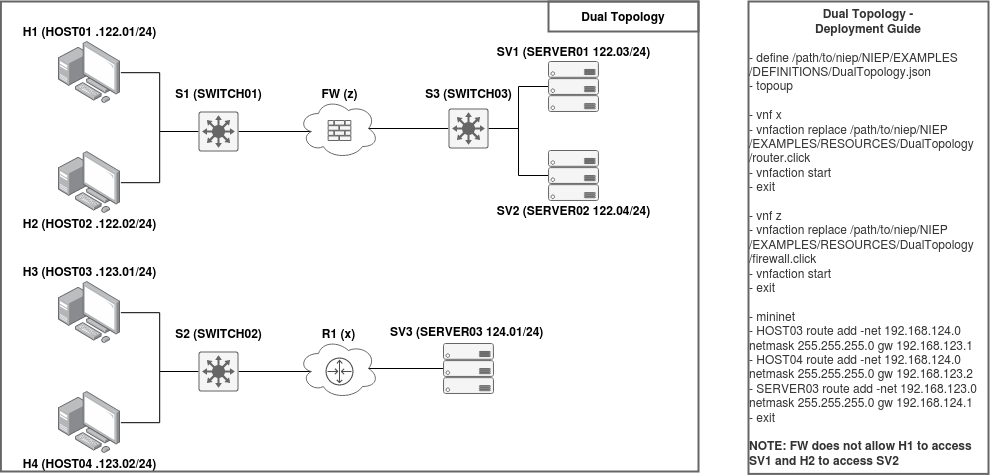 Dual Topology
H1 (HOST01 .122.01/24)
SV1 (SERVER01 122.03/24)
S1 (SWITCH01)
FW (z)
S3 (SWITCH03)
H2 (HOST02 .122.02/24)
SV2 (SERVER02 122.04/24)
H3 (HOST03 .123.01/24)
S2 (SWITCH02)
R1 (x)
SV3 (SERVER03 124.01/24)
H4 (HOST04 .123.02/24)
Dual Topology -
Deployment Guide
- define /path/to/niep/NIEP/EXAMPLES
/DEFINITIONS/DualTopology.json
- topoup
- vnf x
- vnfaction replace /path/to/niep/NIEP
/EXAMPLES/RESOURCES/DualTopology
/router.click
- vnfaction start
- exit
- vnf z
- vnfaction replace /path/to/niep/NIEP
/EXAMPLES/RESOURCES/DualTopology
/firewall.click
- vnfaction start
- exit
- mininet
- HOST03 route add -net 192.168.124.0
netmask 255.255.255.0 gw 192.168.123.1
- HOST04 route add -net 192.168.124.0
netmask 255.255.255.0 gw 192.168.123.2
- SERVER03 route add -net 192.168.123.0
netmask 255.255.255.0 gw 192.168.124.1
- exit
NOTE: FW does not allow H1 to access
SV1 and H2 to access SV2